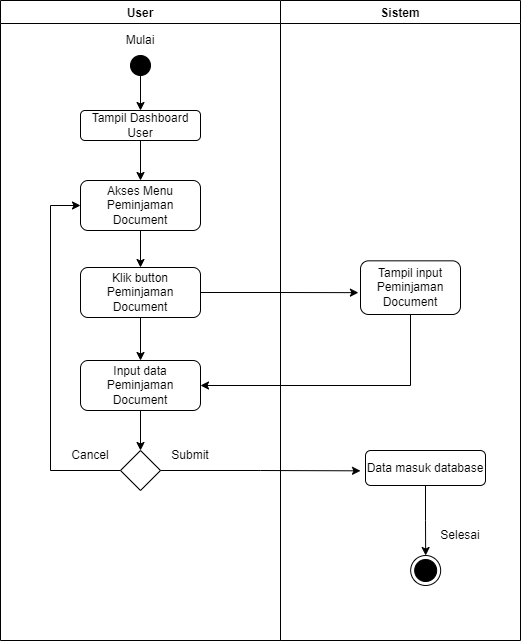 User
Sistem
Mulai
Tampil Dashboard
User
Akses Menu
Peminjaman
Document
Klik button
Peminjaman
Document
Tampil input
Peminjaman
Document
Input data
Peminjaman
Document
Cancel
Submit
Data masuk database
Selesai